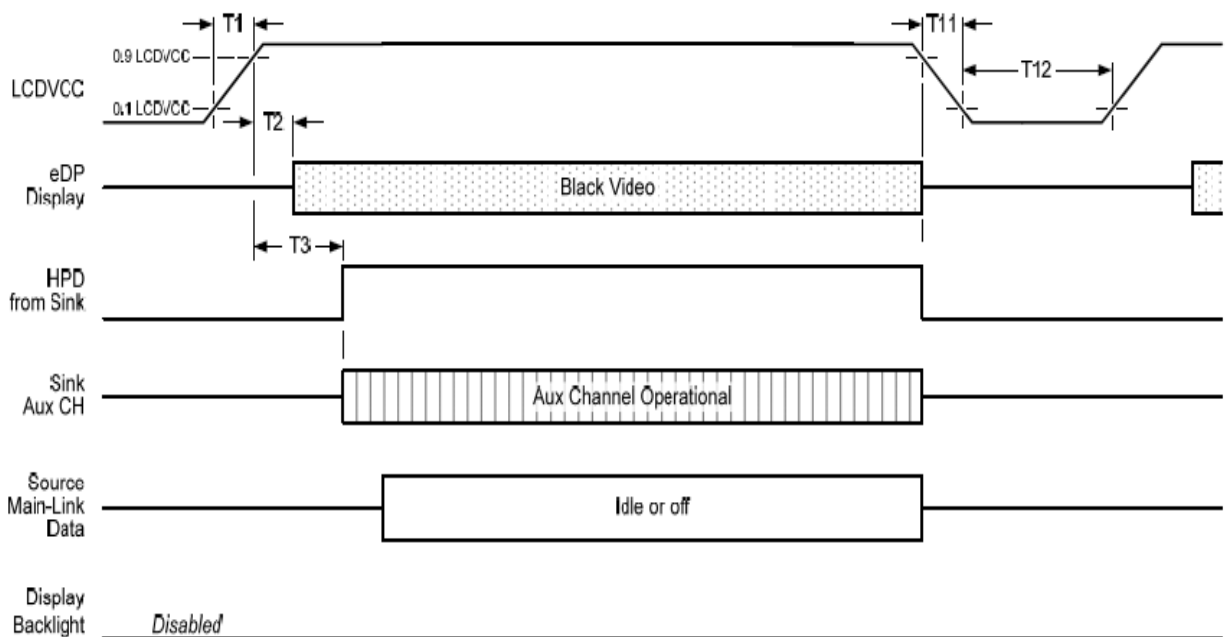 T1
T11
0.9 LCDVCC
LCDVCC
T12
0.1 LCDVCC
T2
eDP
Display
Black Video
T3
HPD
from Sink
Sink
Aux CH
Aux Channel Operational
Source
Main-Link
Data
Idle or off
Display
Backlight
Disabled